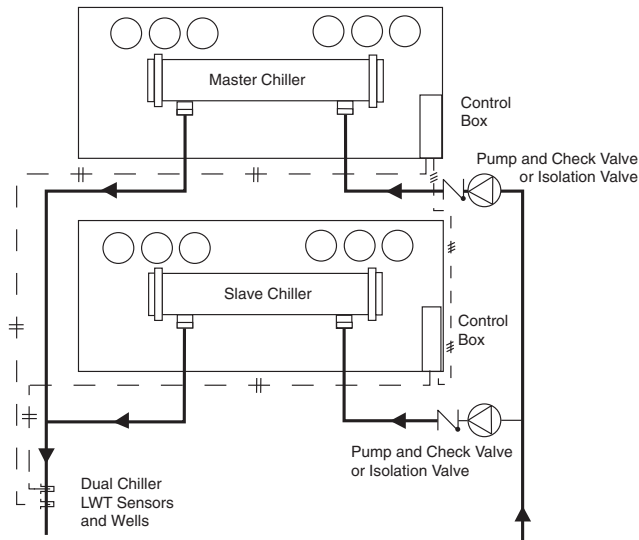 Master Chiller
Control
Box
Pump and Check Valve
or Isolation Valve
Slave Chiller
Control
Box
Pump and Check Valve
or Isolation Valve
Dual Chiller
LWT Sensors
and Wells